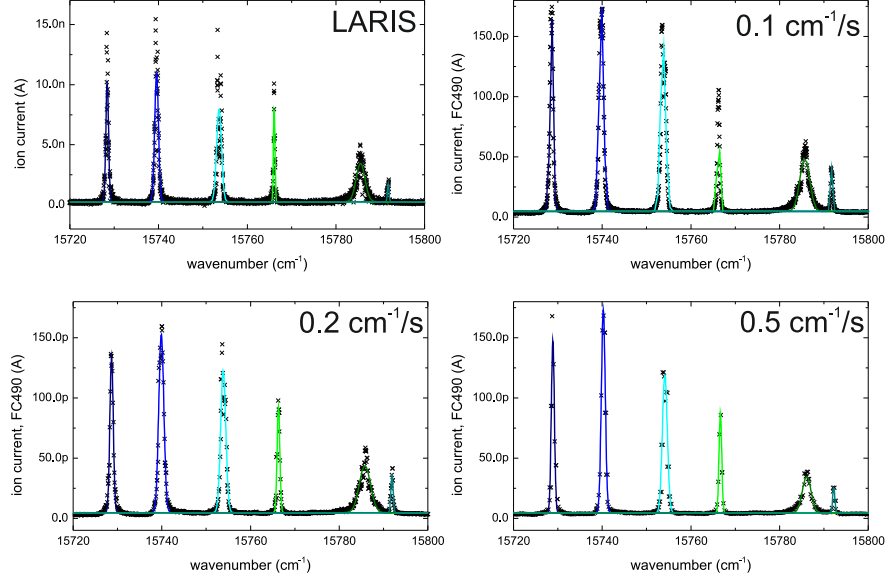 LARIS
15.0n
10.0n
5.0n
0.0
ion current (A)
15720 15740 15760 15780 15800
wavenumber (cm⁻¹)
0.1 cm⁻¹/s
150.0p
100.0p
50.0p
0.0
ion current, FC490 (A)
15720 15740 15760 15780 15800
wavenumber (cm⁻¹)
0.2 cm⁻¹/s
150.0p
100.0p
50.0p
0.0
ion current, FC490 (A)
15720 15740 15760 15780 15800
wavenumber (cm⁻¹)
0.5 cm⁻¹/s
150.0p
100.0p
50.0p
0.0
ion current, FC490 (A)
15720 15740 15760 15780 15800
wavenumber (cm⁻¹)